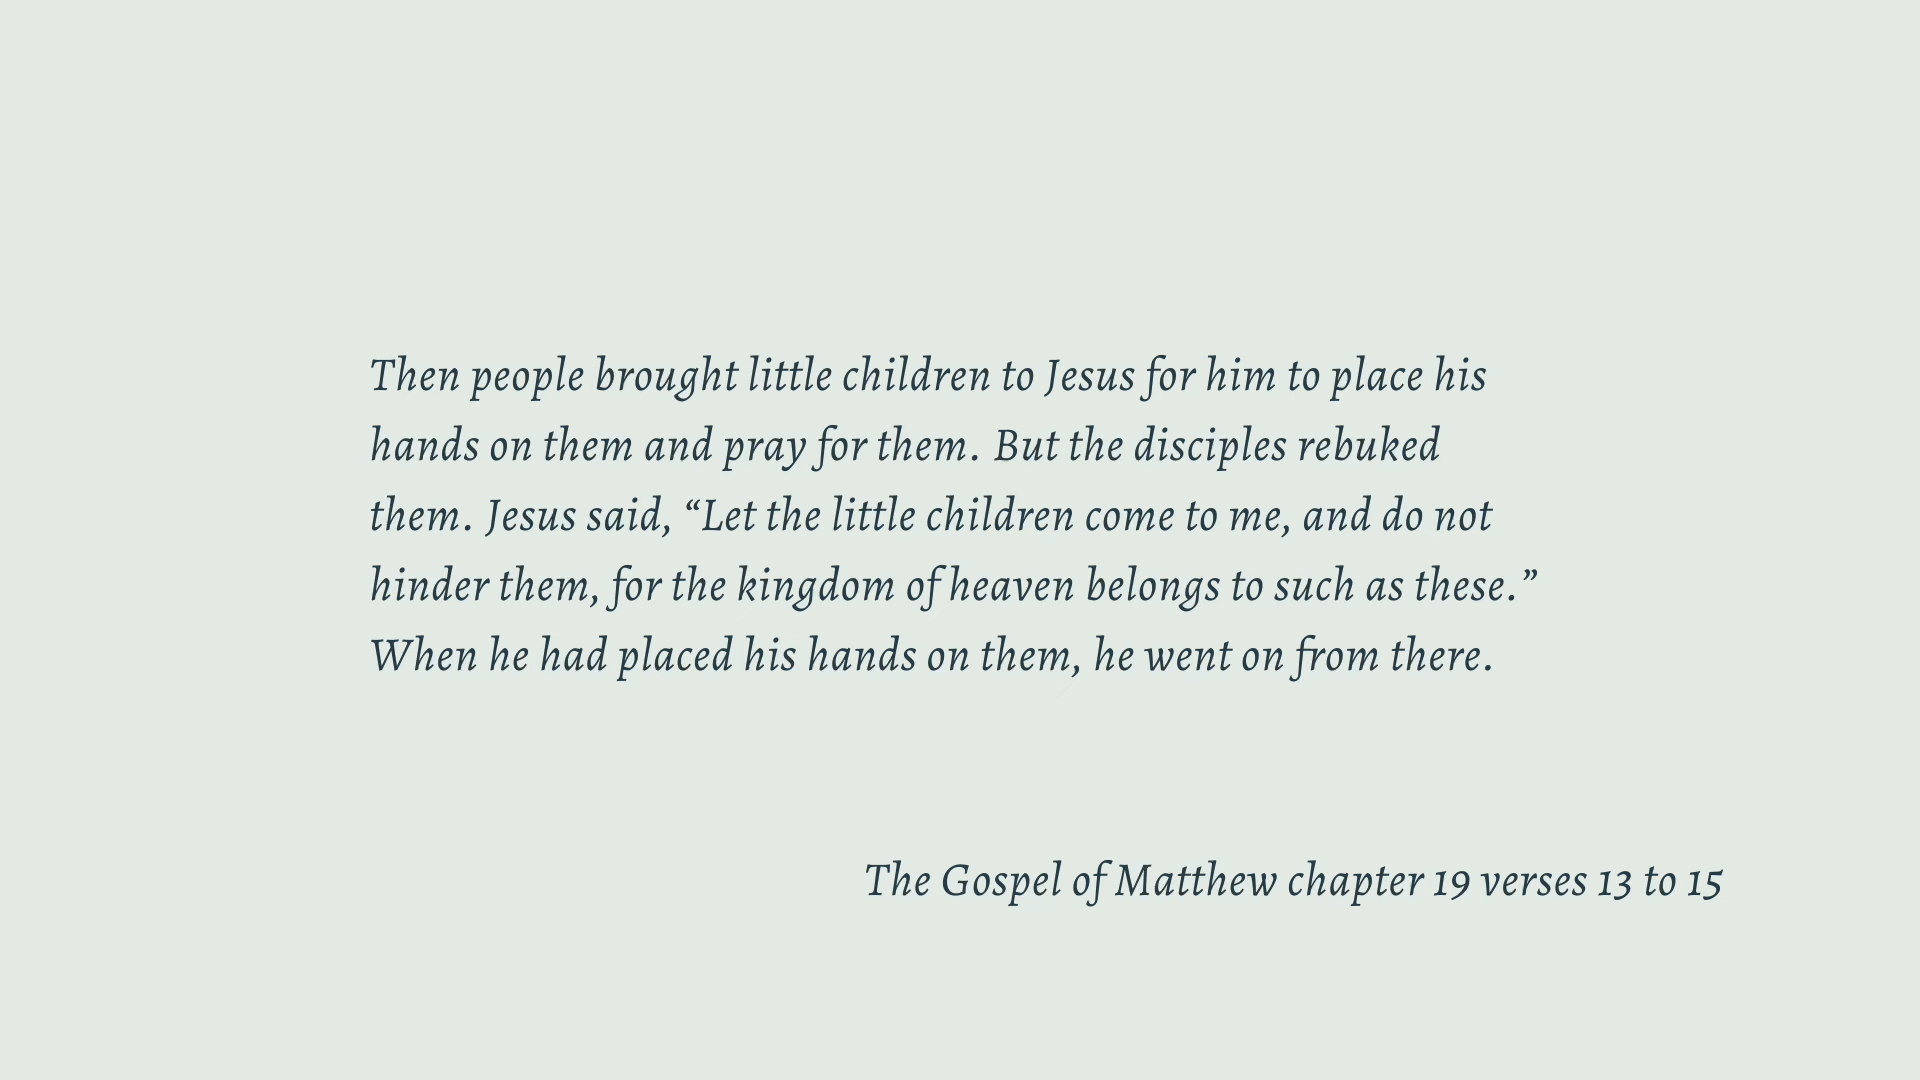 Then people brought little children to Jesus for him to place his
hands on them and pray for them. But the disciples rebuked
them. Jesus said, “Let the little children come to me, and do not
hinder them, for the kingdom of heaven belongs to such as these.”
When he had placed his hands on them, he went on from there.
The Gospel of Matthew chapter 19 verses 13 to 15